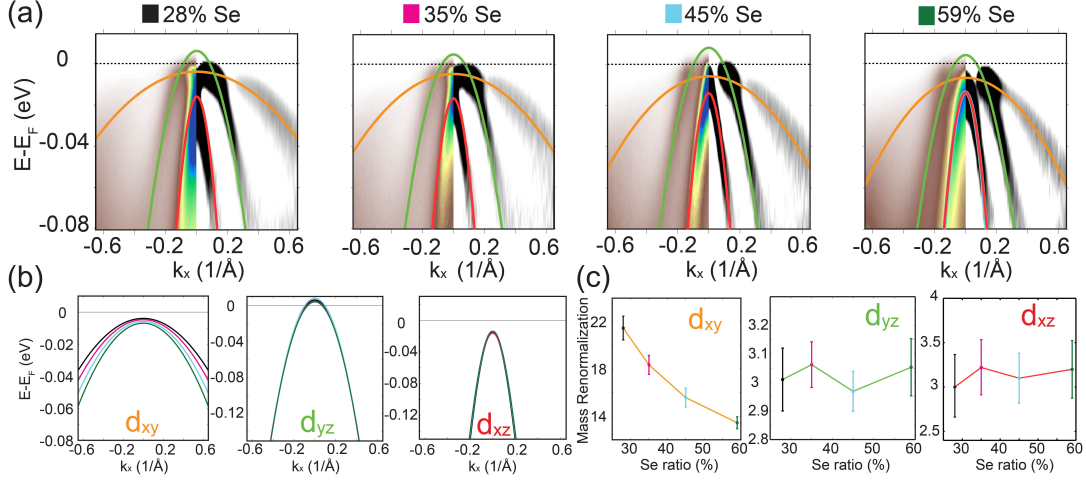 (a)
28% Se
35% Se
45% Se
59% Se
E-E_F (eV)
0
-0.04
-0.08
-0.6 -0.2 0.2 0.6
-0.6 -0.2 0.2 0.6
-0.6 -0.2 0.2 0.6
-0.6 -0.2 0.2 0.6
k_x (1/Å)
k_x (1/Å)
k_x (1/Å)
k_x (1/Å)
(b)
E-E_F (eV)
0
-0.02
-0.04
-0.06
-0.08
d_xy
-0.6 -0.2 0.2 0.6
k_x (1/Å)
0
-0.04
-0.08
-0.12
d_yz
-0.6 -0.2 0.2 0.6
k_x (1/Å)
0
-0.04
-0.08
-0.12
d_xz
-0.6 -0.2 0.2 0.6
k_x (1/Å)
(c)
Mass Renormalization
22
20
18
16
14
d_xy
30 40 50 60
Se ratio (%)
3.2
3.1
3
2.9
2.8
d_yz
30 40 50 60
Se ratio (%)
4
3.5
3
2.5
2
d_xz
30 40 50 60
Se ratio (%)